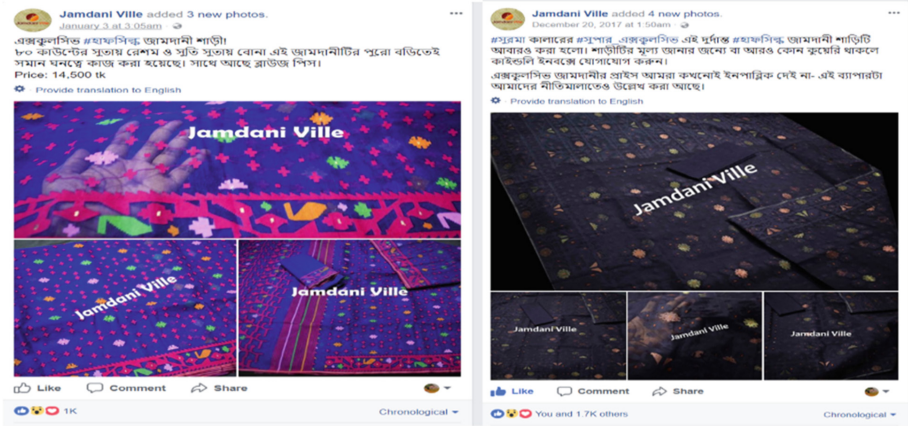 Jamdani Ville added 3 new photos.
January 3 at 3:05am ·
এক্সকুলসিভ #হাফসিল্ক জামদানী শাড়ী!
৮০ কাউন্টের সুতায় রেশম ও সুতি সুতায় বোনা এই জামদানীটির পুরো বডিতেই
সমান ঘনত্বে কাজ করা হয়েছে। সাথে আছে ব্লাউজ পিস।
Price: 14,500 tk
Provide translation to English
Jamdani Ville
Jamdani Ville
Jamdani Ville
Like Comment Share
1K
Chronological
Jamdani Ville added 4 new photos.
December 20, 2017 at 1:50am ·
#সুরমা কালারের #সুপার_এক্সকুলসিভ এই দুর্দান্ত #হাফসিল্ক জামদানী শাড়িটি
আবারও করা হলো। শাড়ীটির মূল্য জানার জন্যে বা আরও কোন কুয়েরি থাকলে
কাইন্ডলি ইনবক্সে যোগাযোগ করুন।
এক্সকুলসিভ জামদানীর প্রাইস আমরা কখনোই ইনপাব্লিক দেই না- এই ব্যাপারটা
আমাদের নীতিমালাতেও উল্লেখ করা আছে।
Provide translation to English
Jamdani Ville
Jamdani Ville
Jamdani Ville
Jamdani Ville
Like Comment Share
You and 1.7K others
Chronological